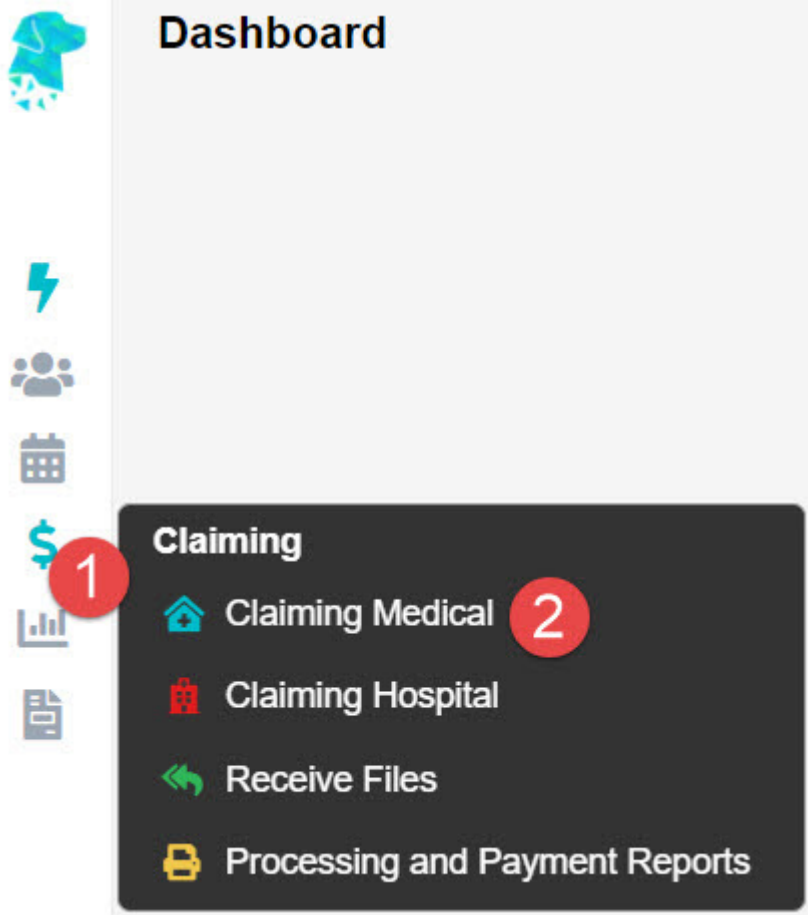 Dashboard
$
1
Claiming
Claiming Medical 2
Claiming Hospital
Receive Files
Processing and Payment Reports